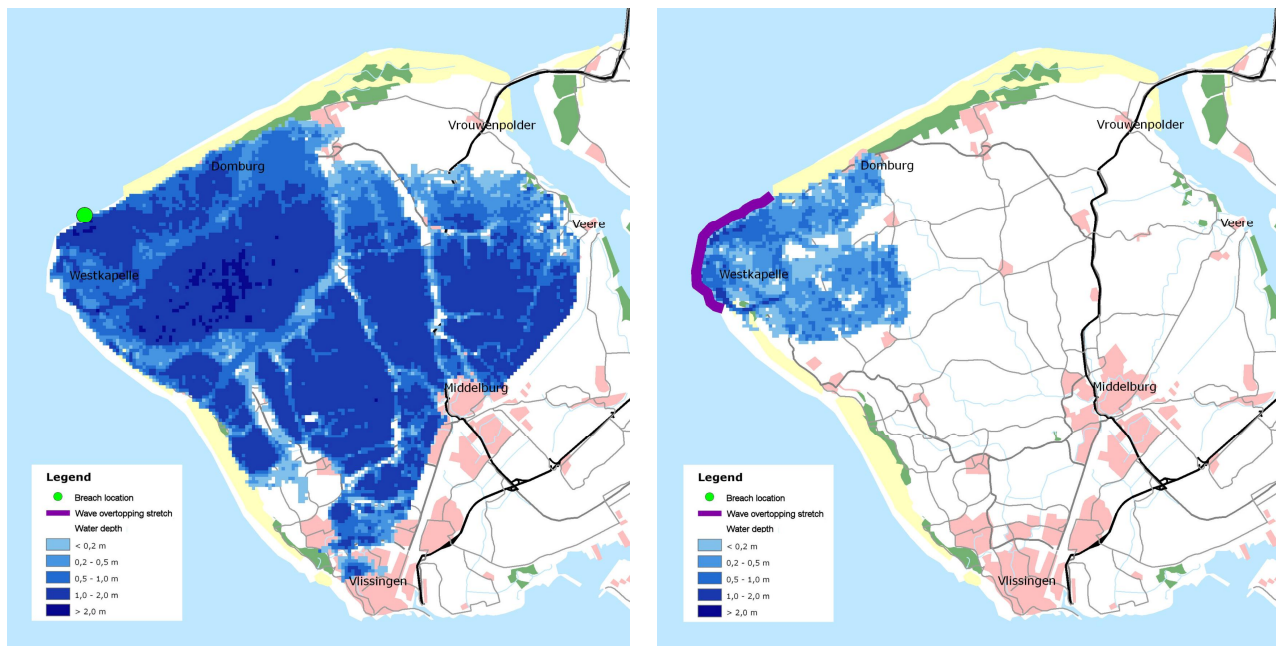 Vrouwenpolder
Domburg
Veere
Westkapelle
Middelburg
Vlissingen
Legend
Breach location
Wave overtopping stretch
Water depth
< 0,2 m
0,2 - 0,5 m
0,5 - 1,0 m
1,0 - 2,0 m
> 2,0 m
Vrouwenpolder
Domburg
Veere
Westkapelle
Middelburg
Vlissingen
Legend
Breach location
Wave overtopping stretch
Water depth
< 0,2 m
0,2 - 0,5 m
0,5 - 1,0 m
1,0 - 2,0 m
> 2,0 m